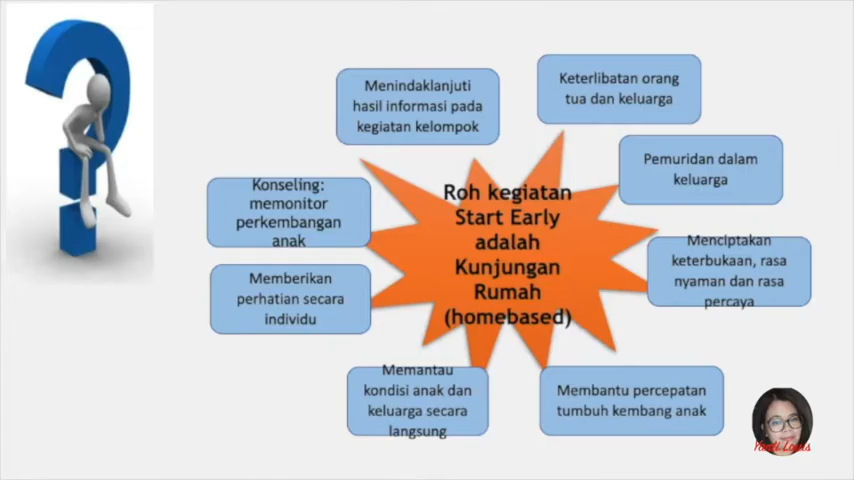 Menindaklanjuti
hasil informasi pada
kegiatan kelompok
Keterlibatan orang
tua dan keluarga
Pemuridan dalam
keluarga
Konseling:
memonitor
perkembangan
anak
Roh kegiatan
Start Early
adalah
Kunjungan
Rumah
(homebased)
Menciptakan
keterbukaan, rasa
nyaman dan rasa
percaya
Memberikan
perhatian secara
individu
Memantau
kondisi anak dan
keluarga secara
langsung
Membantu percepatan
tumbuh kembang anak